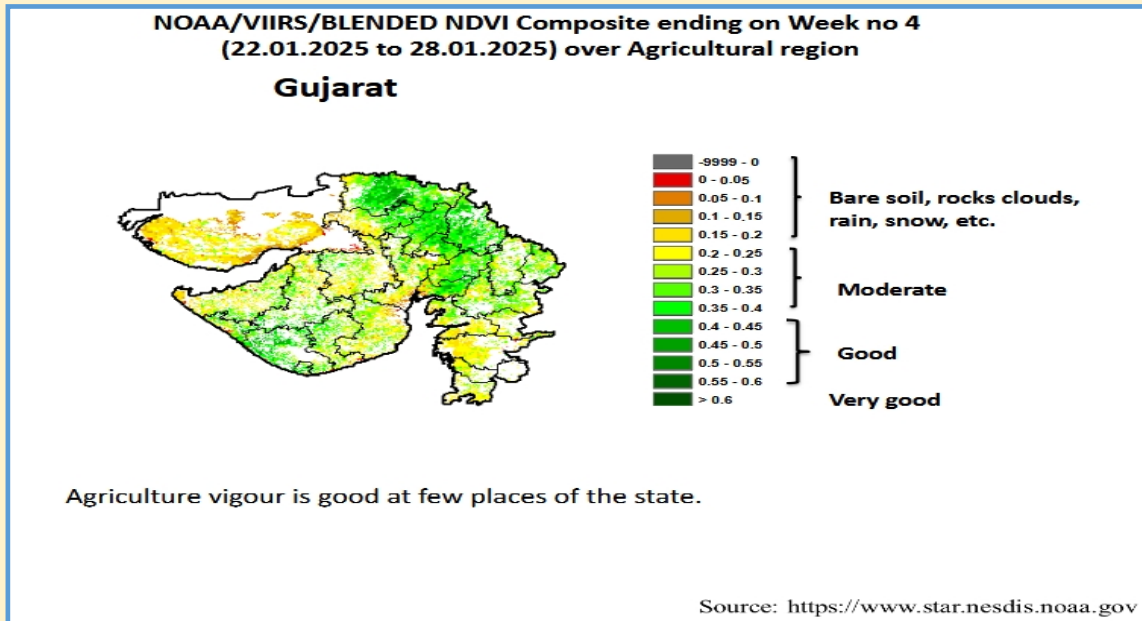 NOAA/VIIRS/BLENDED NDVI Composite ending on Week no 4
(22.01.2025 to 28.01.2025) over Agricultural region
Gujarat
-9999 - 0
0 - 0.05
0.05 - 0.1
0.1 - 0.15
0.15 - 0.2
0.2 - 0.25
0.25 - 0.3
0.3 - 0.35
0.35 - 0.4
0.4 - 0.45
0.45 - 0.5
0.5 - 0.55
0.55 - 0.6
> 0.6
Bare soil, rocks clouds,
rain, snow, etc.
Moderate
Good
Very good
Agriculture vigour is good at few places of the state.
Source: https://www.star.nesdis.noaa.gov